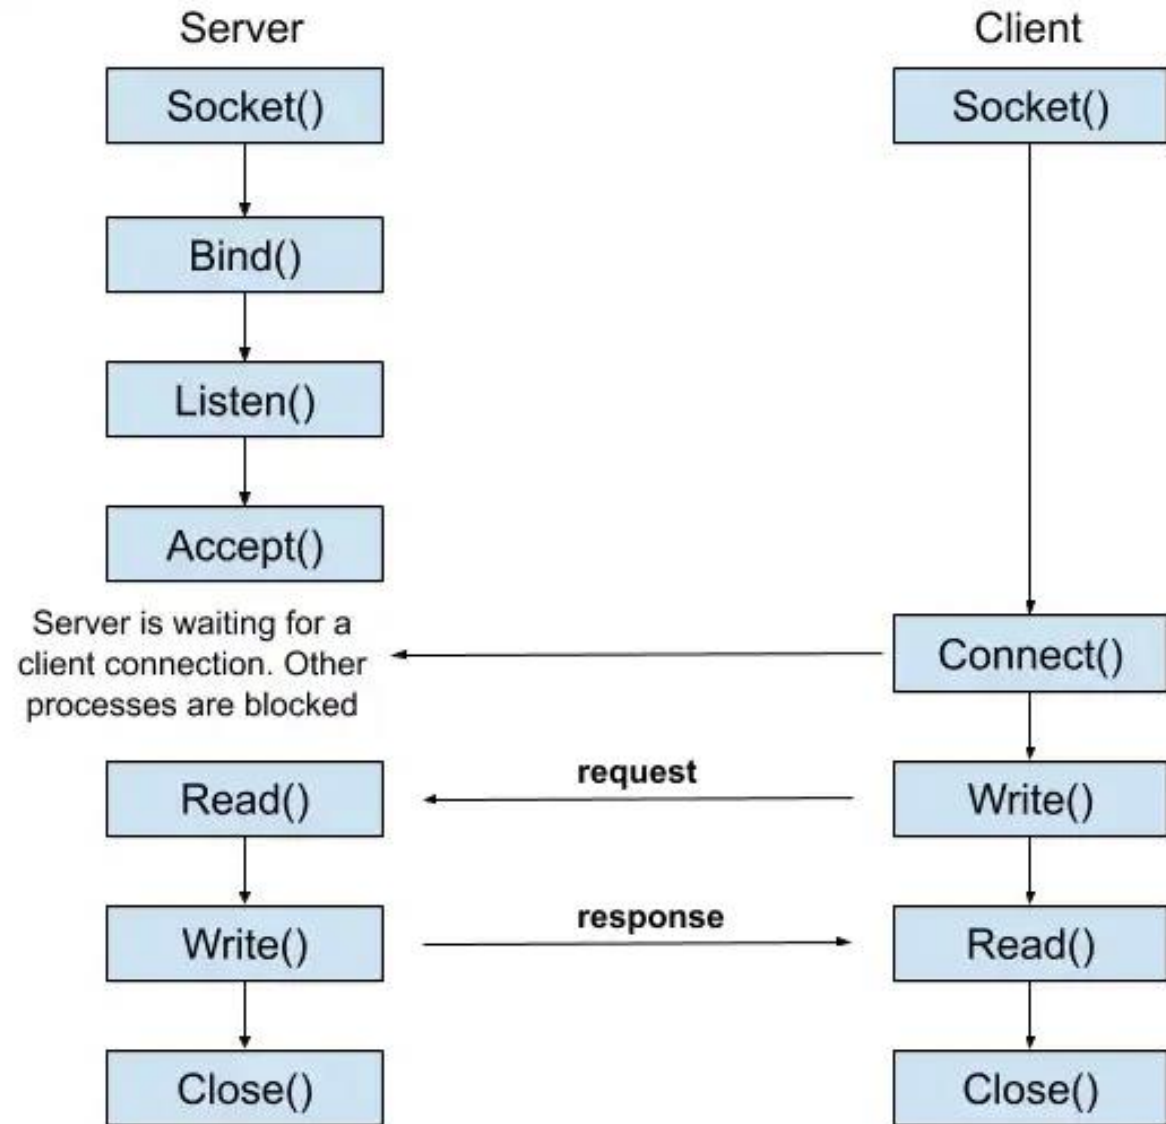 Server
Client
Socket()
Socket()
Bind()
Listen()
Accept()
Server is waiting for a
client connection. Other
processes are blocked
Connect()
request
Read()
Write()
response
Write()
Read()
Close()
Close()